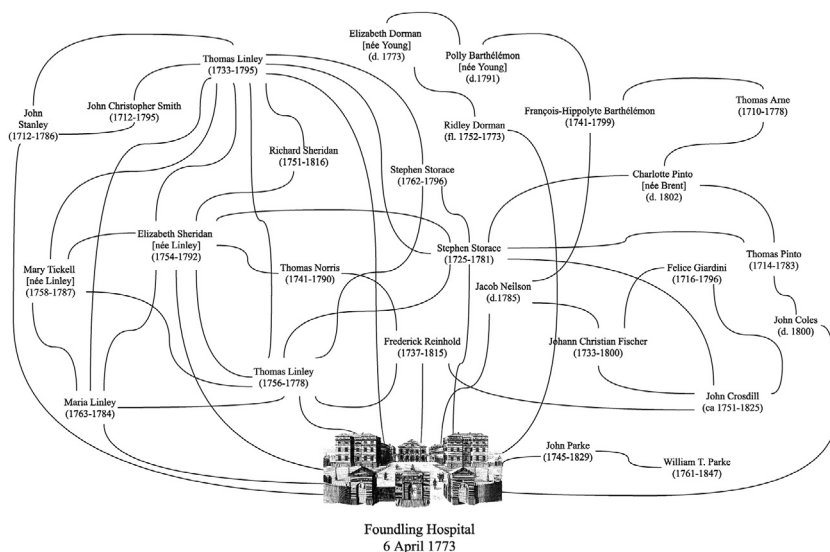 Elizabeth Dorman
[née Young]
(d. 1773)
Polly Barthélémon
[née Young]
(d.1791)
Thomas Linley
(1733-1795)
John Christopher Smith
(1712-1795)
John
Stanley
(1712-1786)
François-Hippolyte Barthélémon
(1741-1799)
Thomas Arne
(1710-1778)
Ridley Dorman
(fl. 1752-1773)
Richard Sheridan
(1751-1816)
Stephen Storace
(1762-1796)
Charlotte Pinto
[née Brent]
(d. 1802)
Elizabeth Sheridan
[née Linley]
(1754-1792)
Stephen Storace
(1725-1781)
Thomas Pinto
(1714-1783)
Mary Tickell
[née Linley]
(1758-1787)
Thomas Norris
(1741-1790)
Felice Giardini
(1716-1796)
Jacob Neilson
(d.1785)
John Coles
(d. 1800)
Frederick Reinhold
(1737-1815)
Johann Christian Fischer
(1733-1800)
Thomas Linley
(1756-1778)
Maria Linley
(1763-1784)
John Crosdill
(ca 1751-1825)
John Parke
(1745-1829)
William T. Parke
(1761-1847)
Foundling Hospital
6 April 1773